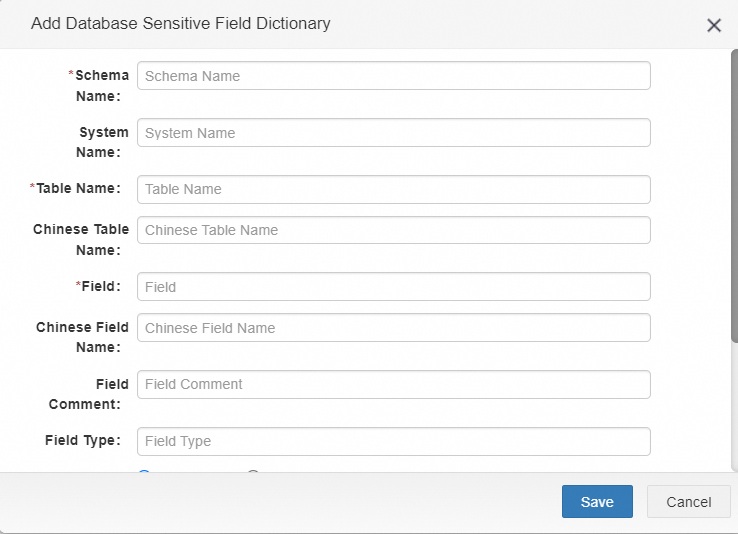 Add Database Sensitive Field Dictionary
*Schema Name: Schema Name
System Name: System Name
*Table Name: Table Name
Chinese Table Name: Chinese Table Name
*Field: Field
Chinese Field Name: Chinese Field Name
Field Comment: Field Comment
Field Type: Field Type
Save Cancel